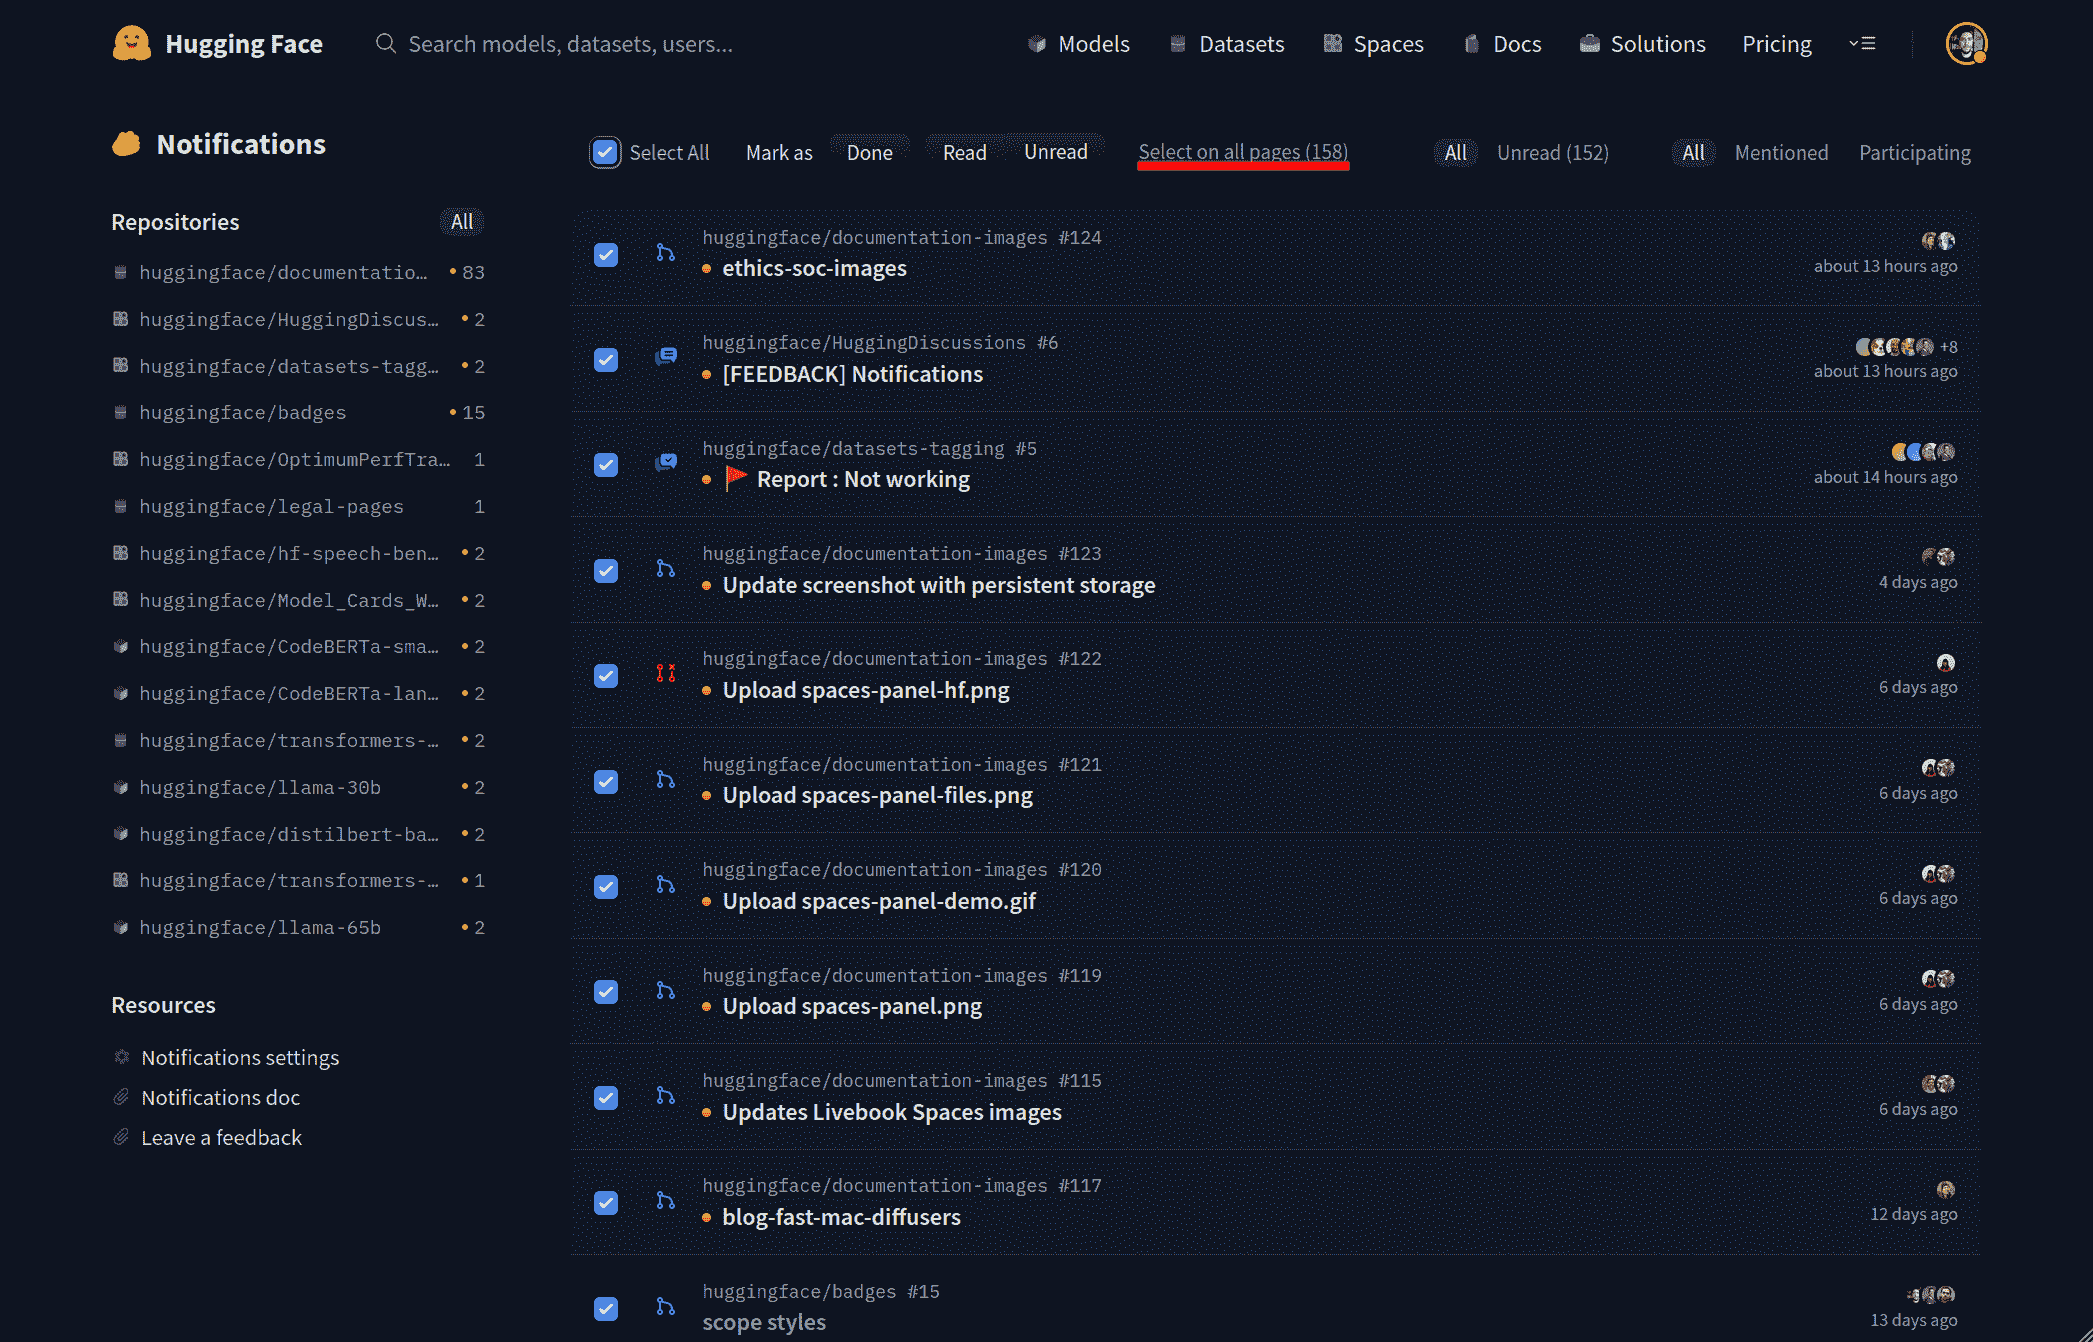 Hugging Face
Search models, datasets, users...
Models
Datasets
Spaces
Docs
Solutions
Pricing
Notifications
Select All
Mark as
Done
Read
Unread
Select on all pages (158)
All
Unread (152)
All
Mentioned
Participating
Repositories
All
huggingface/documentatio… 83
huggingface/HuggingDiscus… 2
huggingface/datasets-tagg… 2
huggingface/badges 15
huggingface/OptimumPerfTra… 1
huggingface/legal-pages 1
huggingface/hf-speech-ben… 2
huggingface/Model_Cards_W… 2
huggingface/CodeBERTa-sma… 2
huggingface/CodeBERTa-lan… 2
huggingface/transformers-… 2
huggingface/llama-30b 2
huggingface/distilbert-ba… 2
huggingface/transformers-… 1
huggingface/llama-65b 2
Resources
Notifications settings
Notifications doc
Leave a feedback
huggingface/documentation-images #124
ethics-soc-images
about 13 hours ago
huggingface/HuggingDiscussions #6
[FEEDBACK] Notifications
+8
about 13 hours ago
huggingface/datasets-tagging #5
🚩 Report : Not working
about 14 hours ago
huggingface/documentation-images #123
Update screenshot with persistent storage
4 days ago
huggingface/documentation-images #122
Upload spaces-panel-hf.png
6 days ago
huggingface/documentation-images #121
Upload spaces-panel-files.png
6 days ago
huggingface/documentation-images #120
Upload spaces-panel-demo.gif
6 days ago
huggingface/documentation-images #119
Upload spaces-panel.png
6 days ago
huggingface/documentation-images #115
Updates Livebook Spaces images
6 days ago
huggingface/documentation-images #117
blog-fast-mac-diffusers
12 days ago
huggingface/badges #15
scope styles
13 days ago